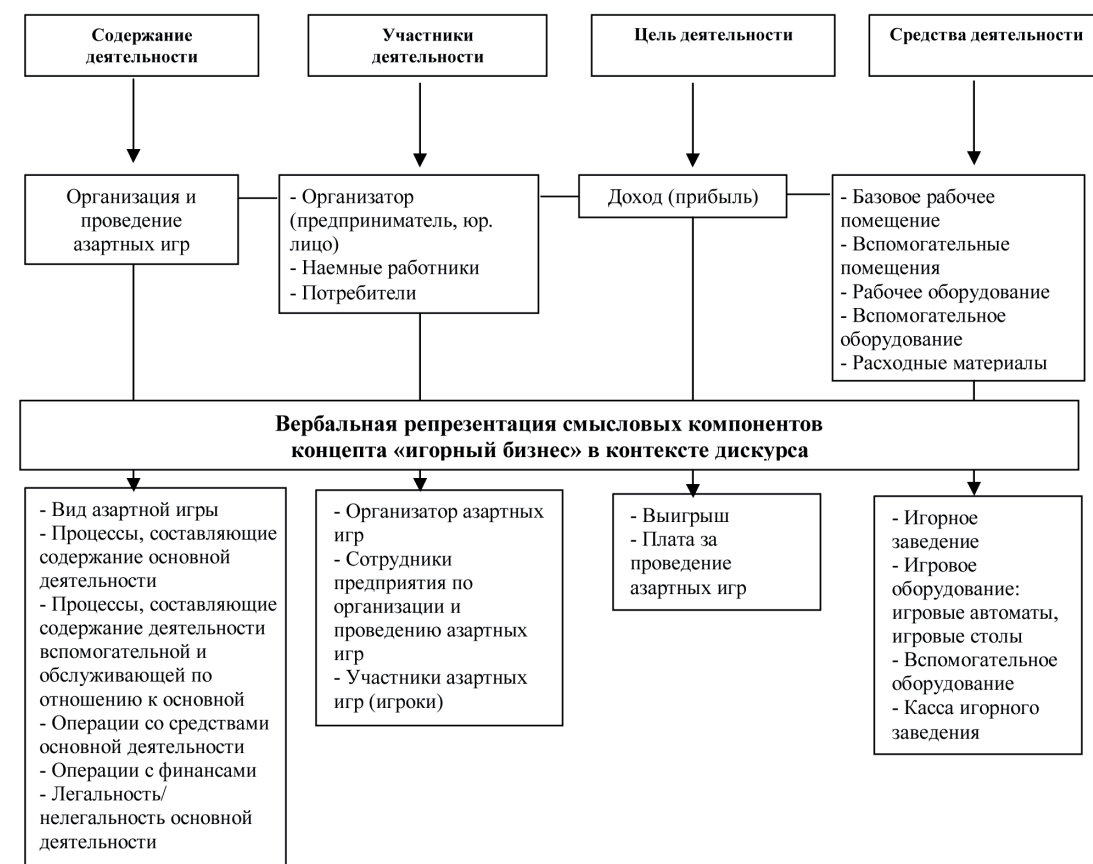 Содержание
деятельности
Участники
деятельности
Цель деятельности
Средства деятельности
Организация и
проведение
азартных игр
- Организатор
(предприниматель, юр.
лицо)
- Наемные работники
- Потребители
Доход (прибыль)
- Базовое рабочее
помещение
- Вспомогательные
помещения
- Рабочее оборудование
- Вспомогательное
оборудование
- Расходные материалы
Вербальная репрезентация смысловых компонентов
концепта «игорный бизнес» в контексте дискурса
- Вид азартной игры
- Процессы, составляющие
содержание основной
деятельности
- Процессы, составляющие
содержание деятельности
вспомогательной и
обслуживающей по
отношению к основной
- Операции со средствами
основной деятельности
- Операции с финансами
- Легальность/
нелегальность основной
деятельности
- Организатор азартных
игр
- Сотрудники
предприятия по
организации и
проведению азартных
игр
- Участники азартных
игр (игроки)
- Выигрыш
- Плата за
проведение
азартных игр
- Игорное
заведение
- Игровое
оборудование:
игровые автоматы,
игровые столы
- Вспомогательное
оборудование
- Касса игорного
заведения